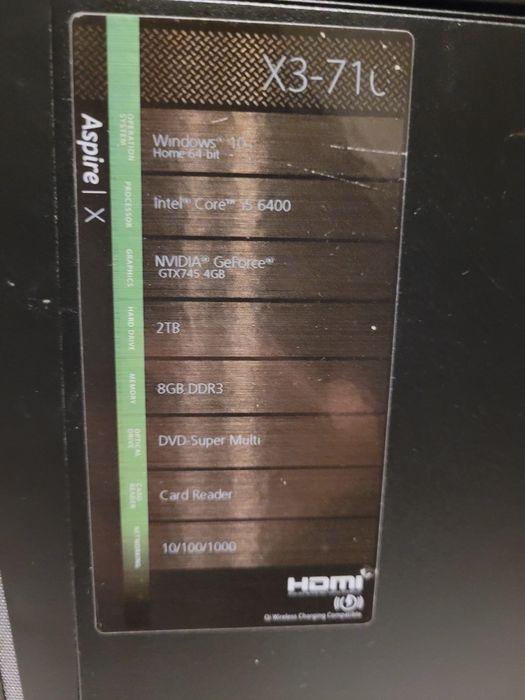 X3-710
Aspire | X
OPERATION SYSTEM
Windows® 10
Home 64-bit
PROCESSOR
Intel® Core™ i5 6400
GRAPHICS
NVIDIA® GeForce®
GTX745 4GB
HARD DRIVE
2TB
MEMORY
8GB DDR3
OPTICAL DRIVE
DVD-Super Multi
CARD READER
Card Reader
NETWORKING
10/100/1000
HDMI
Qi Wireless Charging Compatible